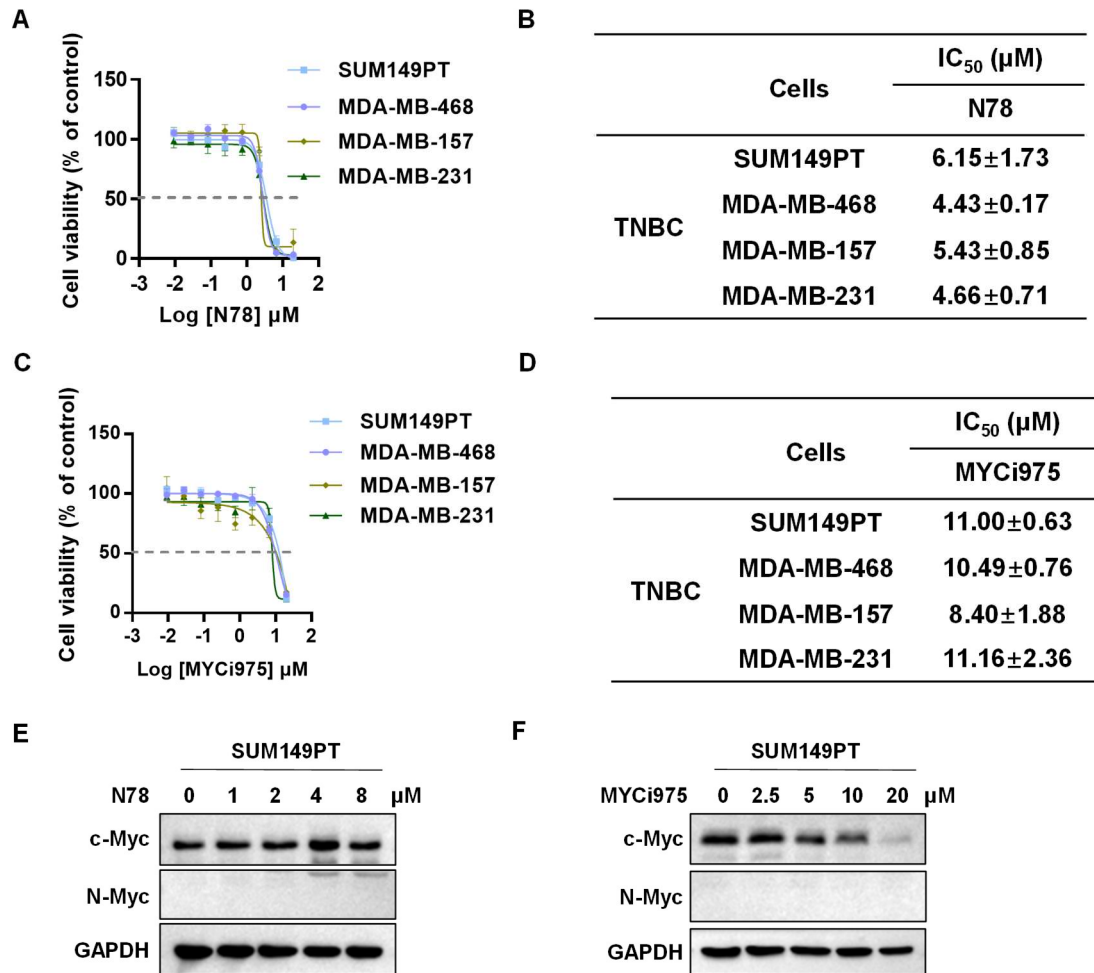 A
SUM149PT
MDA-MB-468
MDA-MB-157
MDA-MB-231
Cell viability (% of control)
150
100
50
0
-3 -2 -1 0 1 2
Log [N78] µM
B
Cells IC50 (µM)
N78
TNBC
SUM149PT 6.15±1.73
MDA-MB-468 4.43±0.17
MDA-MB-157 5.43±0.85
MDA-MB-231 4.66±0.71
C
SUM149PT
MDA-MB-468
MDA-MB-157
MDA-MB-231
Cell viability (% of control)
150
100
50
0
-3 -2 -1 0 1 2
Log [MYCi975] µM
D
Cells IC50 (µM)
MYCi975
TNBC
SUM149PT 11.00±0.63
MDA-MB-468 10.49±0.76
MDA-MB-157 8.40±1.88
MDA-MB-231 11.16±2.36
E
SUM149PT
N78 0 1 2 4 8 µM
c-Myc
N-Myc
GAPDH
F
SUM149PT
MYCi975 0 2.5 5 10 20 µM
c-Myc
N-Myc
GAPDH